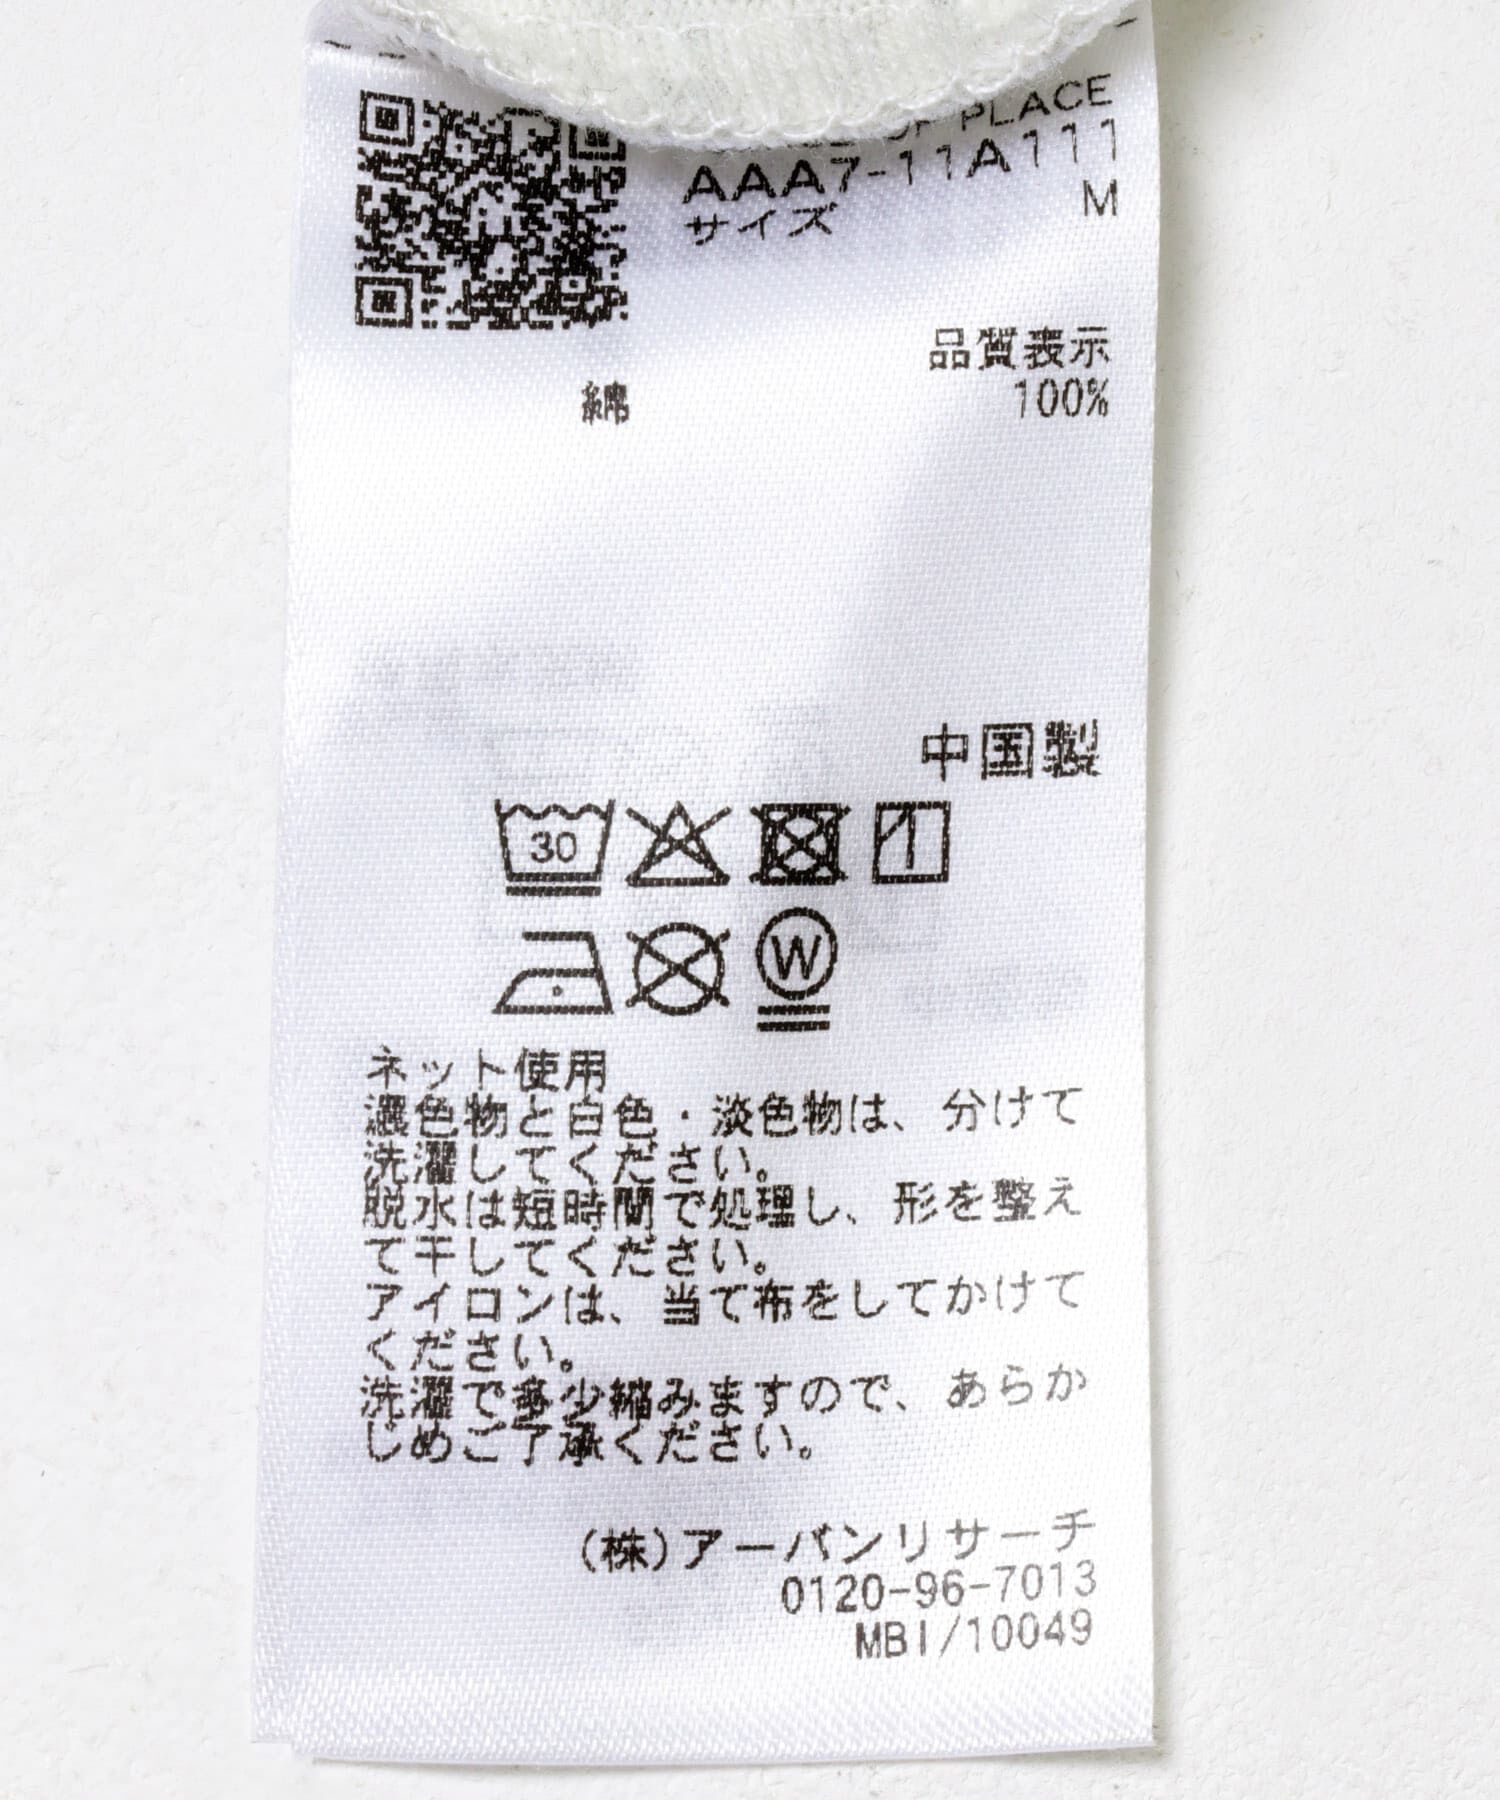 PLACE
AAA7-11A111
サイズ M
品質表示
綿 100%
中国製
30
W
ネット使用
濃色物と白色・淡色物は、分けて
洗濯してください。
脱水は短時間で処理し、形を整え
て干してください。
アイロンは、当て布をしてかけて
ください。
洗濯で多少縮みますので、あらか
じめご了承ください。
(株)アーバンリサーチ
0120-96-7013
MBI/10049